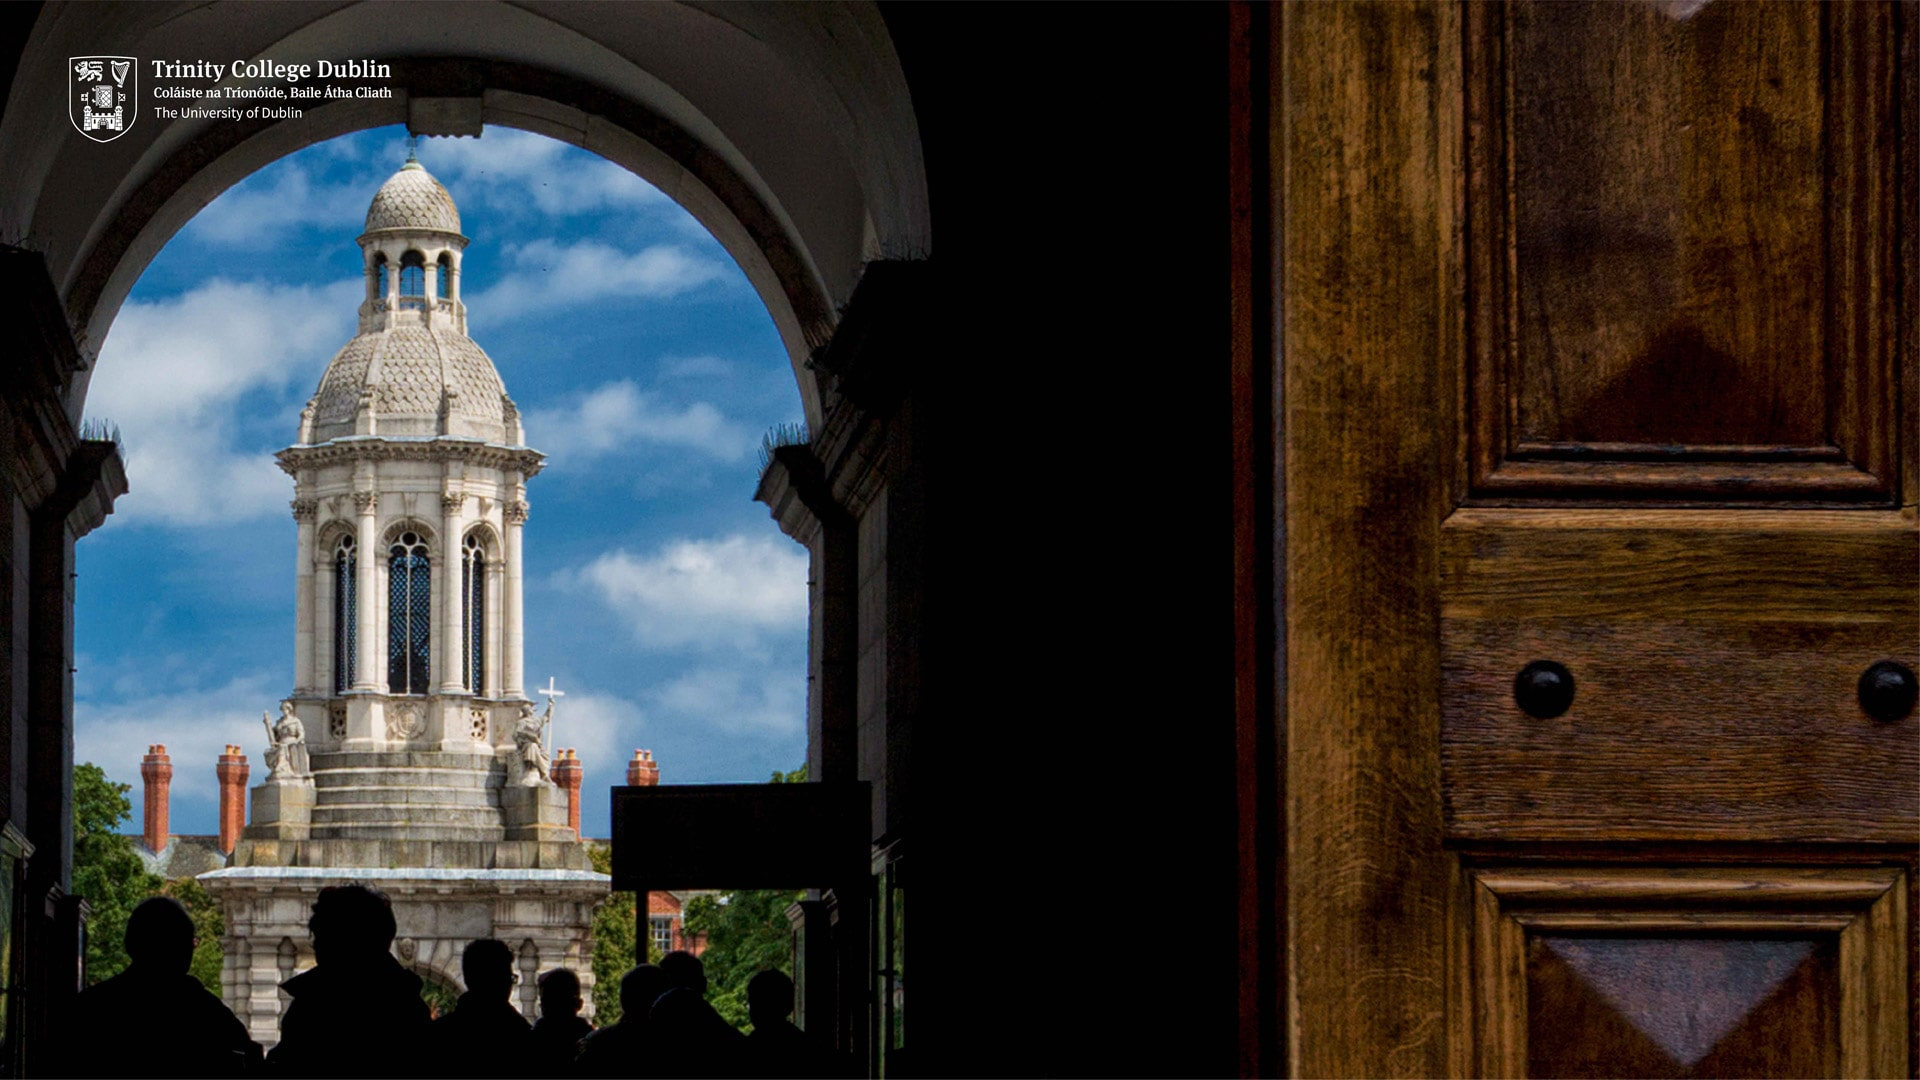 Trinity College Dublin
Coláiste na Tríonóide, Baile Átha Cliath
The University of Dublin